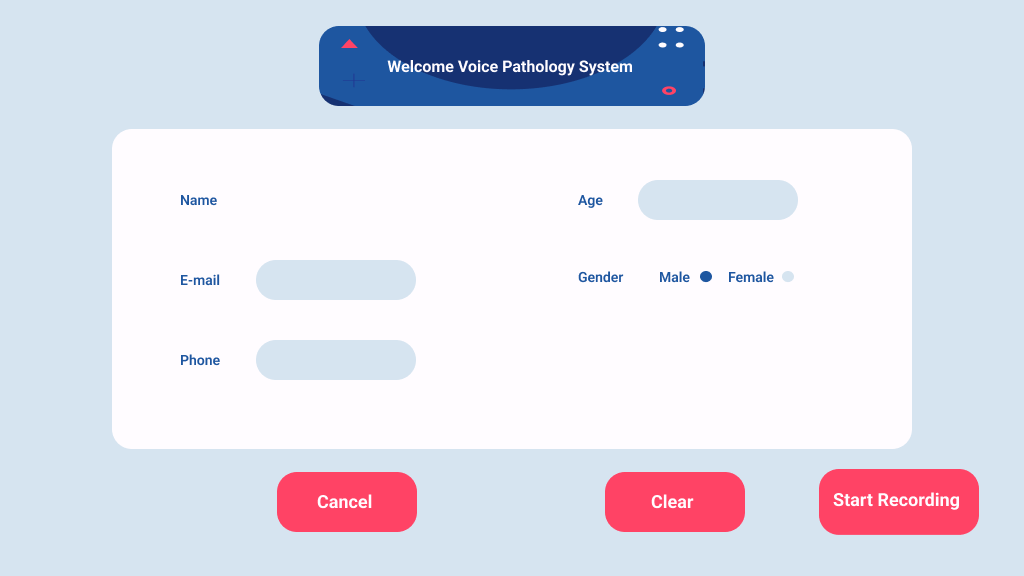 Welcome Voice Pathology System
Name
Age
E-mail
Gender Male Female
Phone
Cancel
Clear
Start Recording